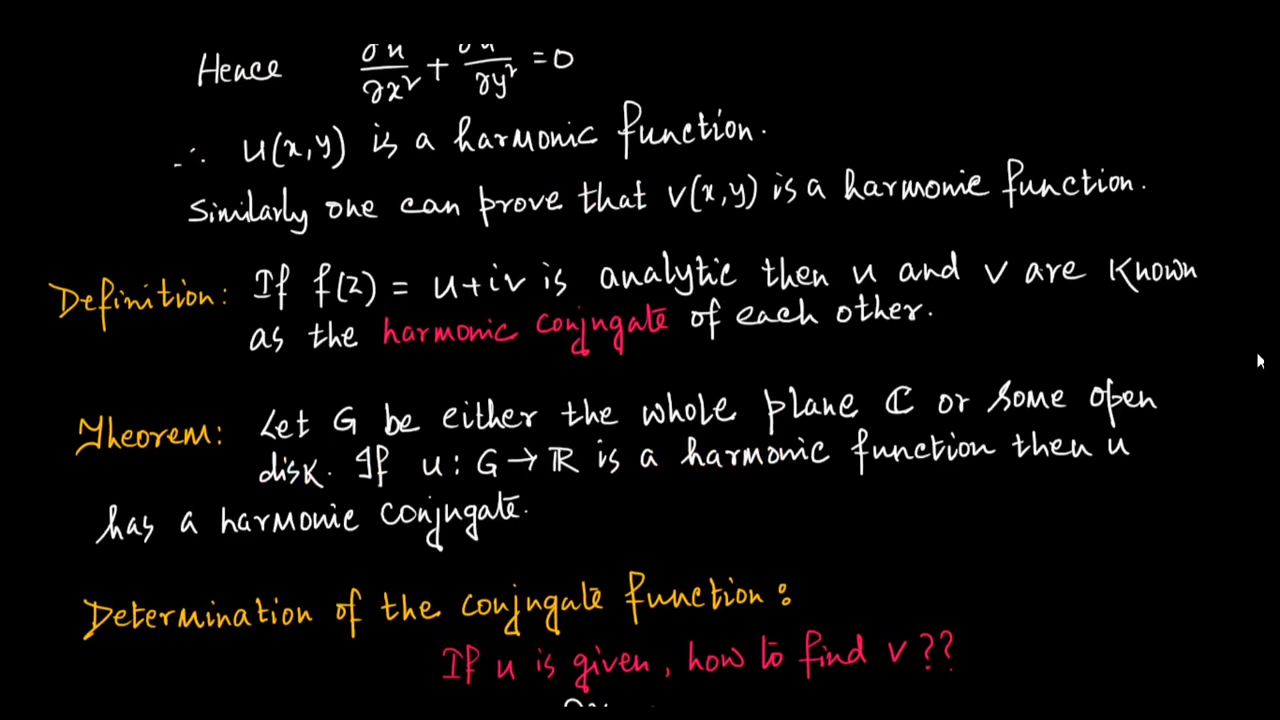 Hence ∂²u/∂x² + ∂²u/∂y² = 0
∴ u(x,y) is a harmonic function.
Similarly one can prove that v(x,y) is a harmonic function.
Definition: If f(z) = u+iv is analytic then u and v are known
as the harmonic conjugate of each other.
Theorem: Let G be either the whole plane ℂ or some open
disk. If u : G → ℝ is a harmonic function then u
has a harmonic conjugate.
Determination of the conjugate function:
If u is given, how to find v??